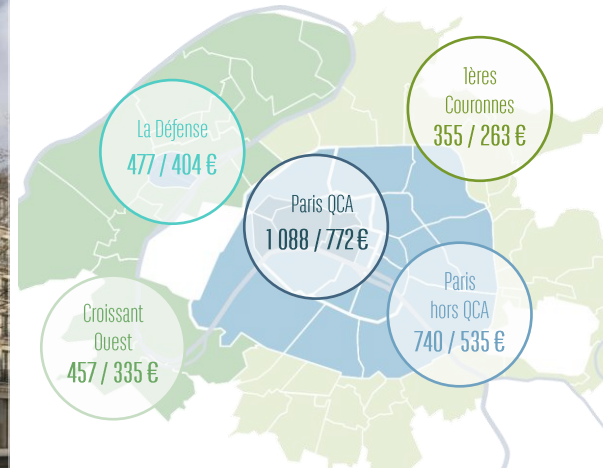 1ères
Couronnes
355 / 263 €
La Défense
477 / 404 €
Paris QCA
1 088 / 772 €
Paris
hors QCA
740 / 535 €
Croissant
Ouest
457 / 335 €